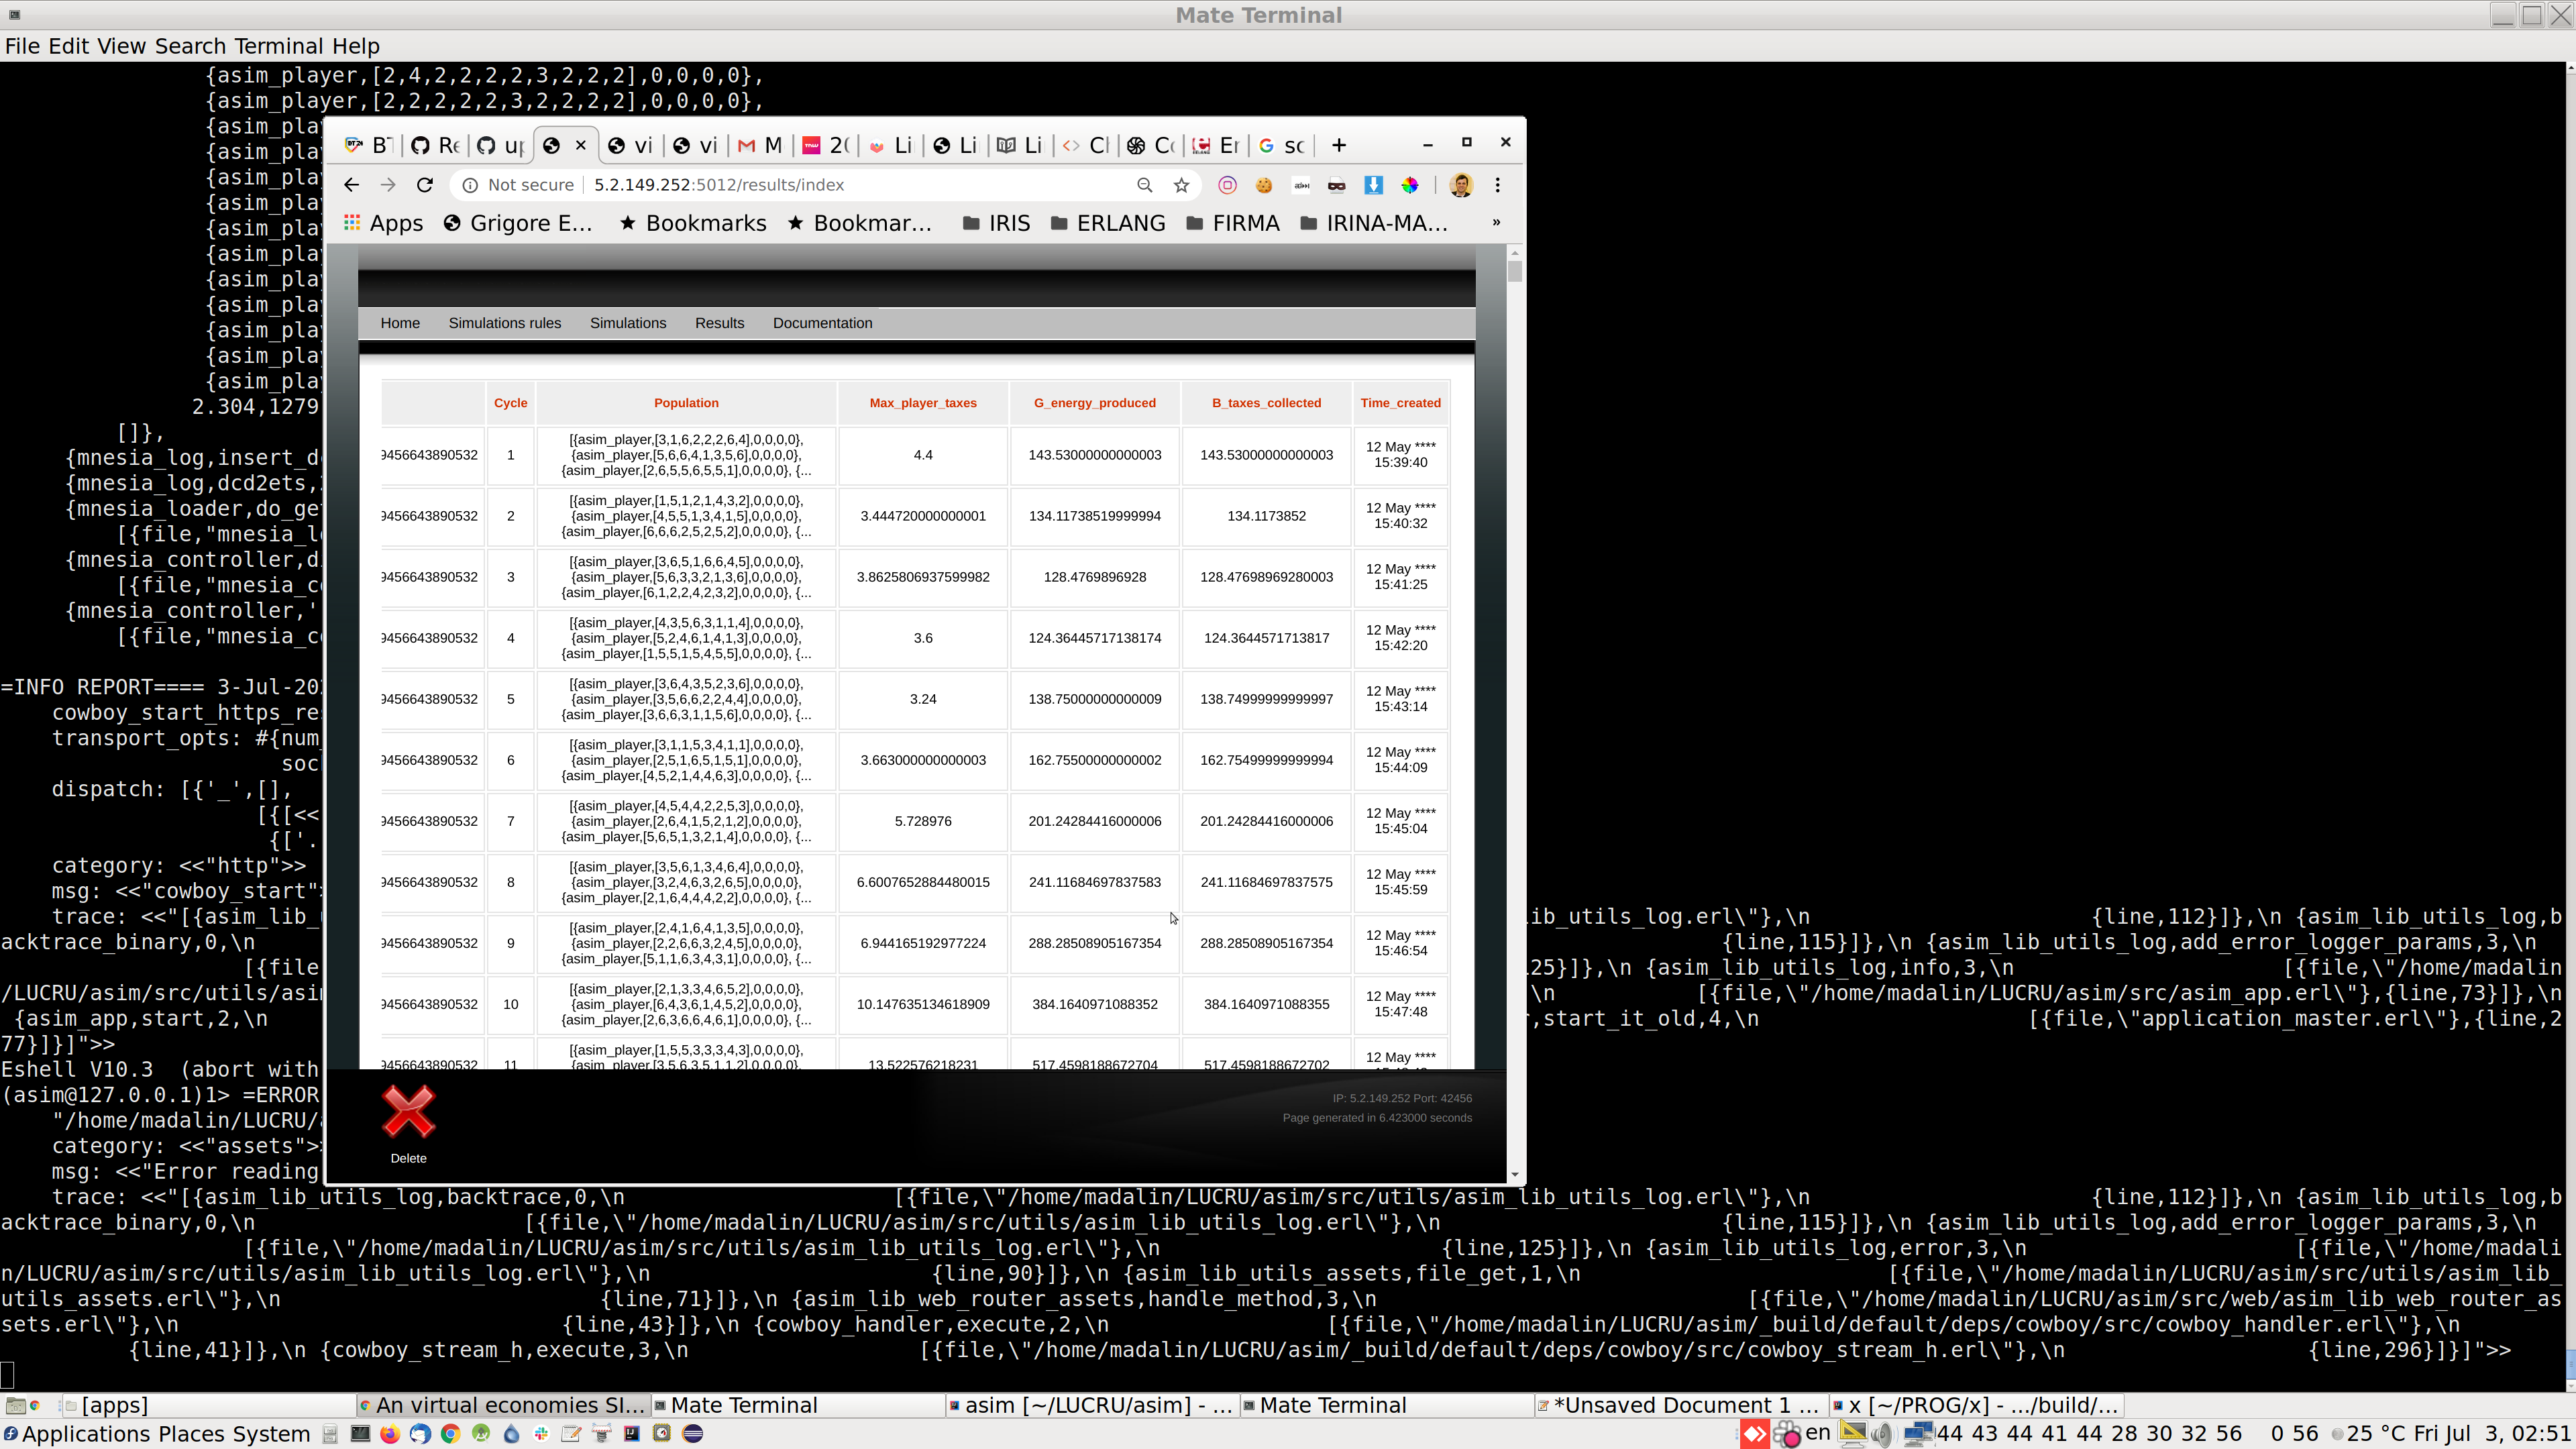 Mate Terminal
File Edit View Search Terminal Help
{asim_player,[2,4,2,2,2,2,3,2,2,2],0,0,0,0},
{asim_player,[2,2,2,2,2,3,2,2,2,2],0,0,0,0},
{asim_pla
{asim_pla
{asim_pla
{asim_pla
{asim_pla
{asim_pla
{asim_pla
{asim_pla
{asim_pla
{asim_pla
{asim_pla
2.304,1279
[]},
{mnesia_log,insert_d
{mnesia_log,dcd2ets,
{mnesia_loader,do_ge
[{file,"mnesia_l
{mnesia_controller,d
[{file,"mnesia_c
{mnesia_controller,'
[{file,"mnesia_c
=INFO REPORT==== 3-Jul-20
cowboy_start_https_res
transport_opts: #{num_
soc
dispatch: [{'_',[],
[{[<<
{['.
category: <<"http">>
msg: <<"cowboy_start"
trace: <<"[{asim_lib_
ib_utils_log.erl\"},\n {line,112}]},\n {asim_lib_utils_log,b
acktrace_binary,0,\n
{line,115}]},\n {asim_lib_utils_log,add_error_logger_params,3,\n
[{file
25}]},\n {asim_lib_utils_log,info,3,\n [{file,\"/home/madalin
/LUCRU/asim/src/utils/asi
\n [{file,\"/home/madalin/LUCRU/asim/src/asim_app.erl\"},{line,73}]},\n
{asim_app,start,2,\n
,start_it_old,4,\n [{file,\"application_master.erl\"},{line,2
77}]}]">>
Eshell V10.3 (abort with
(asim@127.0.0.1)1> =ERROR
"/home/madalin/LUCRU/
category: <<"assets">
msg: <<"Error reading
trace: <<"[{asim_lib_utils_log,backtrace,0,\n [{file,\"/home/madalin/LUCRU/asim/src/utils/asim_lib_utils_log.erl\"},\n {line,112}]},\n {asim_lib_utils_log,b
acktrace_binary,0,\n [{file,\"/home/madalin/LUCRU/asim/src/utils/asim_lib_utils_log.erl\"},\n {line,115}]},\n {asim_lib_utils_log,add_error_logger_params,3,\n
[{file,\"/home/madalin/LUCRU/asim/src/utils/asim_lib_utils_log.erl\"},\n {line,125}]},\n {asim_lib_utils_log,error,3,\n [{file,\"/home/madali
n/LUCRU/asim/src/utils/asim_lib_utils_log.erl\"},\n {line,90}]},\n {asim_lib_utils_assets,file_get,1,\n [{file,\"/home/madalin/LUCRU/asim/src/utils/asim_lib_
utils_assets.erl\"},\n {line,71}]},\n {asim_lib_web_router_assets,handle_method,3,\n [{file,\"/home/madalin/LUCRU/asim/src/web/asim_lib_web_router_as
sets.erl\"},\n {line,43}]},\n {cowboy_handler,execute,2,\n [{file,\"/home/madalin/LUCRU/asim/_build/default/deps/cowboy/src/cowboy_handler.erl\"},\n
{line,41}]},\n {cowboy_stream_h,execute,3,\n [{file,\"/home/madalin/LUCRU/asim/_build/default/deps/cowboy/src/cowboy_stream_h.erl\"},\n {line,296}]}]">>
BT Re up vi vi M 20 Li Li Li Cl Co Er sc
Not secure 5.2.149.252:5012/results/index
Apps Grigore E... Bookmarks Bookmar... IRIS ERLANG FIRMA IRINA-MA... »
Home Simulations rules Simulations Results Documentation
Cycle Population Max_player_taxes G_energy_produced B_taxes_collected Time_created
[{asim_player,[3,1,6,2,2,2,6,4],0,0,0,0},
{asim_player,[5,6,6,4,1,3,5,6],0,0,0,0},
{asim_player,[2,6,5,5,6,5,5,1],0,0,0,0}, {...
9456643890532 1 4.4 143.53000000000003 143.53000000000003 12 May **** 15:39:40
[{asim_player,[1,5,1,2,1,4,3,2],0,0,0,0},
{asim_player,[4,5,5,1,3,4,1,5],0,0,0,0},
{asim_player,[6,6,6,2,5,2,5,2],0,0,0,0}, {...
9456643890532 2 3.444720000000001 134.11738519999994 134.1173852 12 May **** 15:40:32
[{asim_player,[3,6,5,1,6,6,4,5],0,0,0,0},
{asim_player,[5,6,3,3,2,1,3,6],0,0,0,0},
{asim_player,[6,1,2,2,4,2,3,2],0,0,0,0}, {...
9456643890532 3 3.8625806937599982 128.4769896928 128.47698969280003 12 May **** 15:41:25
[{asim_player,[4,3,5,6,3,1,1,4],0,0,0,0},
{asim_player,[5,2,4,6,1,4,1,3],0,0,0,0},
{asim_player,[1,5,5,1,5,4,5,5],0,0,0,0}, {...
9456643890532 4 3.6 124.36445717138174 124.3644571713817 12 May **** 15:42:20
[{asim_player,[3,6,4,3,5,2,3,6],0,0,0,0},
{asim_player,[3,5,6,6,2,2,4,4],0,0,0,0},
{asim_player,[3,6,6,3,1,1,5,6],0,0,0,0}, {...
9456643890532 5 3.24 138.75000000000009 138.74999999999997 12 May **** 15:43:14
[{asim_player,[3,1,1,5,3,4,1,1],0,0,0,0},
{asim_player,[2,5,1,6,5,1,5,1],0,0,0,0},
{asim_player,[4,5,2,1,4,4,6,3],0,0,0,0}, {...
9456643890532 6 3.663000000000003 162.75500000000002 162.75499999999994 12 May **** 15:44:09
[{asim_player,[4,5,4,4,2,2,5,3],0,0,0,0},
{asim_player,[2,6,4,1,5,2,1,2],0,0,0,0},
{asim_player,[5,6,5,1,3,2,1,4],0,0,0,0}, {...
9456643890532 7 5.728976 201.24284416000006 201.24284416000006 12 May **** 15:45:04
[{asim_player,[3,5,6,1,3,4,6,4],0,0,0,0},
{asim_player,[3,2,4,6,3,2,6,5],0,0,0,0},
{asim_player,[2,1,6,4,4,4,2,2],0,0,0,0}, {...
9456643890532 8 6.6007652884480015 241.11684697837583 241.11684697837575 12 May **** 15:45:59
[{asim_player,[2,4,1,6,4,1,3,5],0,0,0,0},
{asim_player,[2,2,6,6,3,2,4,5],0,0,0,0},
{asim_player,[5,1,1,6,3,4,3,1],0,0,0,0}, {...
9456643890532 9 6.944165192977224 288.28508905167354 288.28508905167354 12 May **** 15:46:54
[{asim_player,[2,1,3,3,4,6,5,2],0,0,0,0},
{asim_player,[6,4,3,6,1,4,5,2],0,0,0,0},
{asim_player,[2,6,3,6,6,4,6,1],0,0,0,0}, {...
9456643890532 10 10.147635134618909 384.1640971088352 384.1640971088355 12 May **** 15:47:48
[{asim_player,[1,5,5,3,3,3,4,3],0,0,0,0},
{asim_player,[3,5,6,3,5,1,1,2],0,0,0,0},
9456643890532 11 13.522576218231 517.4598188672704 517.4598188672702 12 May ****
Delete
IP: 5.2.149.252 Port: 42456
Page generated in 6.423000 seconds
[apps] An virtual economies SI... Mate Terminal asim [~/LUCRU/asim] - ... Mate Terminal *Unsaved Document 1 ... x [~/PROG/x] - .../build/...
Applications Places System en 44 43 44 41 44 28 30 32 56 0 56 25 °C Fri Jul 3, 02:51